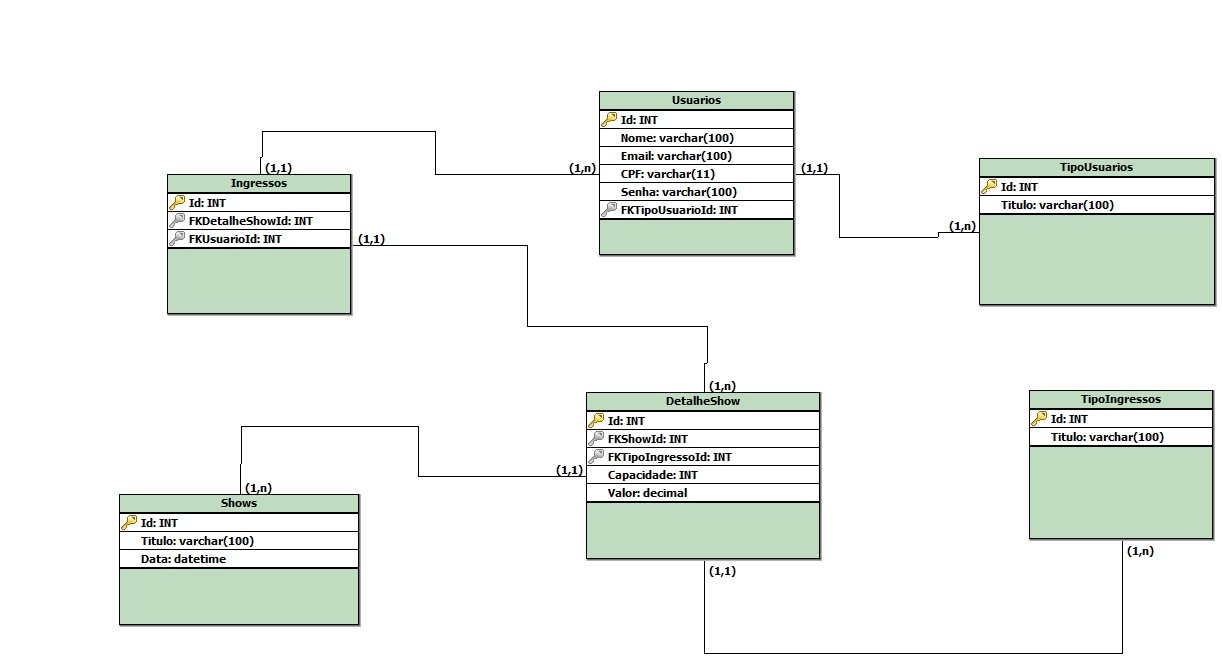 Usuarios
Id: INT
Nome: varchar(100)
Email: varchar(100)
CPF: varchar(11)
Senha: varchar(100)
FKTipoUsuarioId: INT
(1,n)
(1,1)
TipoUsuarios
Id: INT
Titulo: varchar(100)
(1,n)
(1,1)
Ingressos
Id: INT
FKDetalheShowId: INT
FKUsuarioId: INT
(1,1)
(1,n)
DetalheShow
Id: INT
FKShowId: INT
FKTipoIngressoId: INT
Capacidade: INT
Valor: decimal
(1,1)
(1,1)
TipoIngressos
Id: INT
Titulo: varchar(100)
(1,n)
(1,n)
Shows
Id: INT
Titulo: varchar(100)
Data: datetime